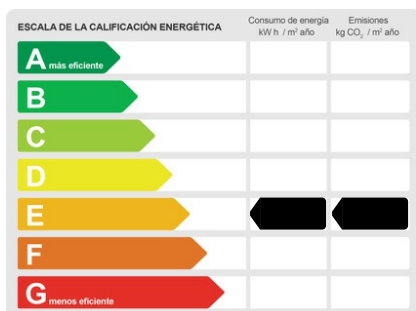 ESCALA DE LA CALIFICACIÓN ENERGÉTICA
Consumo de energía
kW h / m² año
Emisiones
kg CO₂ / m² año
A más eficiente
B
C
D
E
F
G menos eficiente